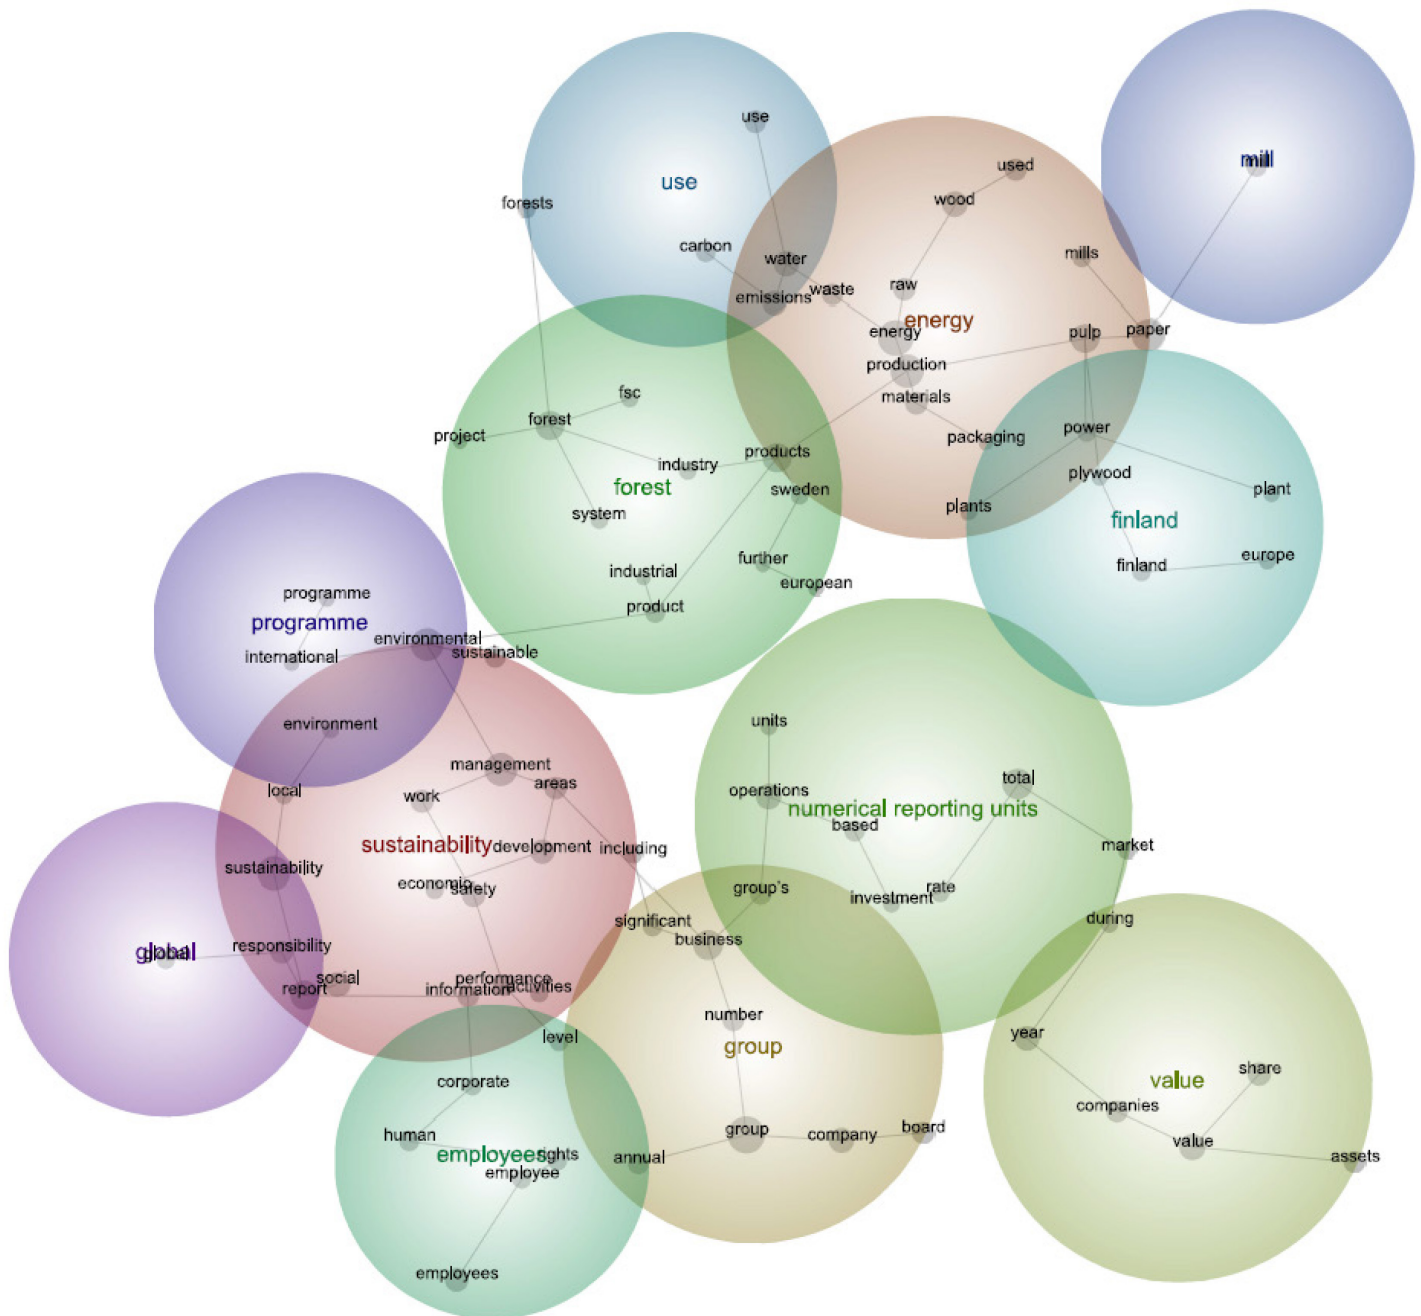 use
use
forests
carbon
water
emissions
waste
used
wood
mills
raw
energy
energy
production
materials
packaging
pulp
paper
mill
mill
power
plywood
plants
plant
finland
finland
europe
fsc
forest
project
industry
products
forest
sweden
system
further
industrial
european
product
programme
programme
international
environmental
sustainable
environment
management
areas
local
work
sustainability
development
including
sustainability
economic
safety
responsibility
global
global
social
report
performance
information
activities
level
units
total
operations
numerical reporting units
based
market
group's
rate
investment
during
significant
business
number
group
group
company
board
annual
year
share
value
companies
value
assets
corporate
human
employees
rights
employee
employees